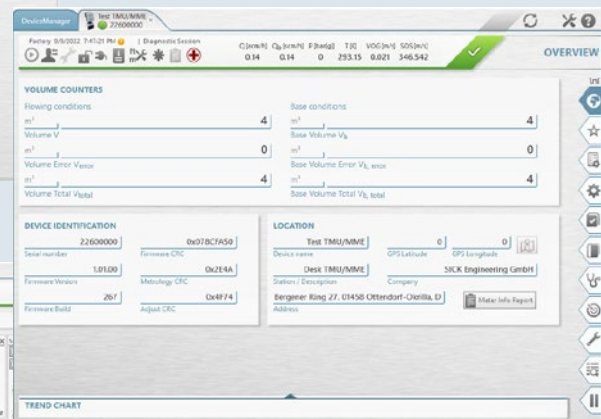 DeviceManager
Test TMU/MME
22600000
Factory 9/9/2022 7:47:21 PM
Diagnostic Session
Q [acm/h] Qb [scm/h] P [bar(g)] T [K] VOG [m/s] SOS [m/s]
0.14 0.14 0 293.15 0.021 346.542
OVERVIEW
VOLUME COUNTERS
Flowing conditions
Base conditions
m³ 4
m³ 4
Volume V
Base Volume Vb
m³ 0
m³ 0
Volume Error Verror
Base Volume Error Vb, error
m³ 4
m³ 4
Volume Total Vtotal
Base Volume Total Vb, total
DEVICE IDENTIFICATION
22600000 0x07BCFA50
Serial number Firmware CRC
1.01.00 0x2E4A
Firmware Version Metrology CRC
267 0x4F74
Firmware Build Adjust CRC
LOCATION
Test TMU/MME 0 0
Device name GPS Latitude GPS Longitude
Desk TMU/MME SICK Engineering GmbH
Station / Description Company
Bergener Ring 27, 01458 Ottendorf-Okrilla, D
Meter Info Report
Address
TREND CHART